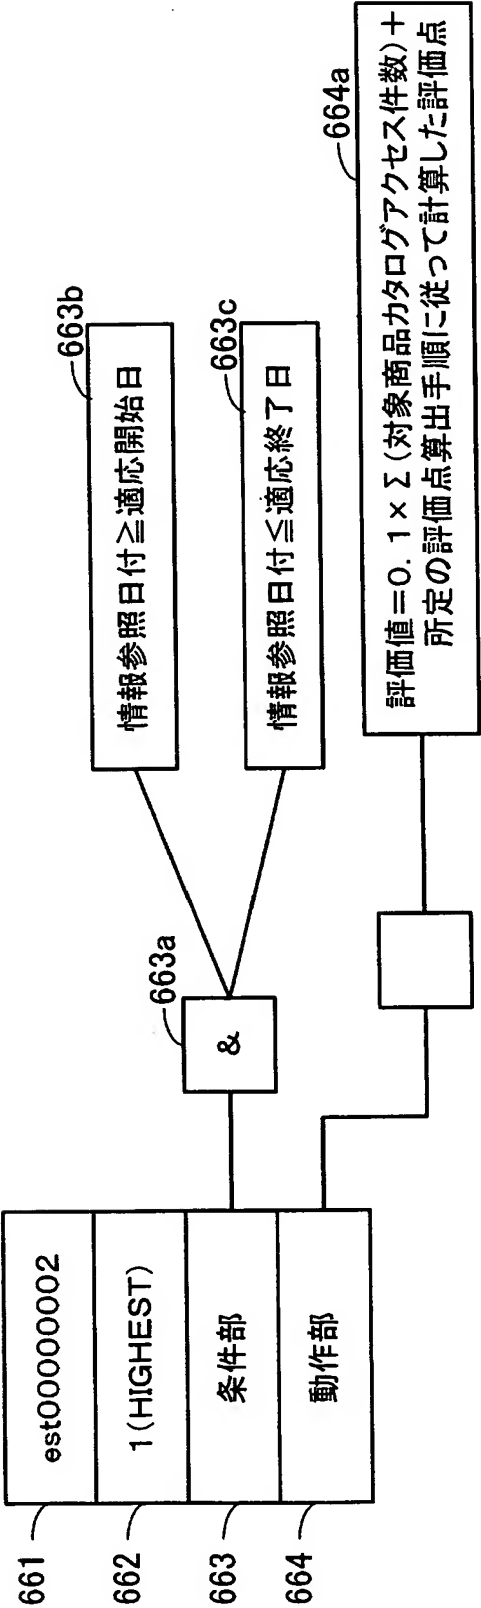 661
est00000002
662
1(HIGHEST)
663
条件部
664
動作部
663a
&
663b
情報参照日付≧適応開始日
663c
情報参照日付≦適応終了日
664a
評価値=0.1×Σ(対象商品カタログアクセス件数)+
所定の評価点算出手順に従って計算した評価点